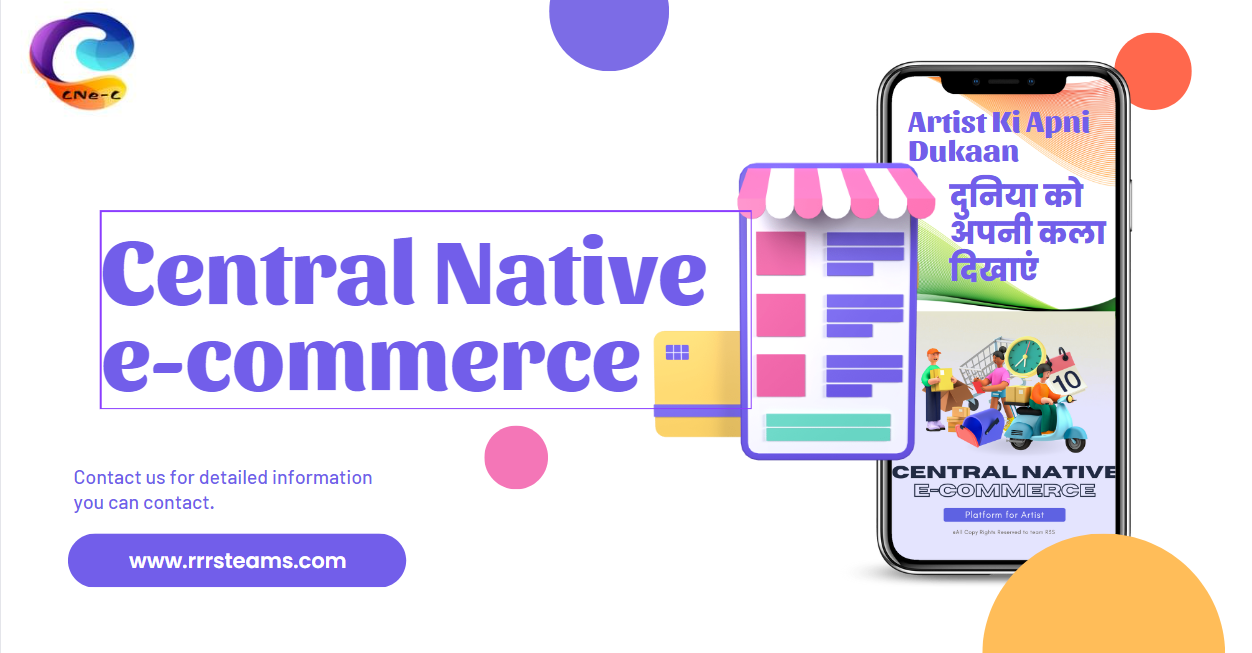 CNe-C
Central Native
e-commerce
Contact us for detailed information
you can contact.
www.rrrsteams.com
Artist Ki Apni
Dukaan
दुनिया को
अपनी कला
दिखाएं
10
CENTRAL NATIVE
E-COMMERCE
Platform for Artist
©All Copy Rights Reserved to team RSS